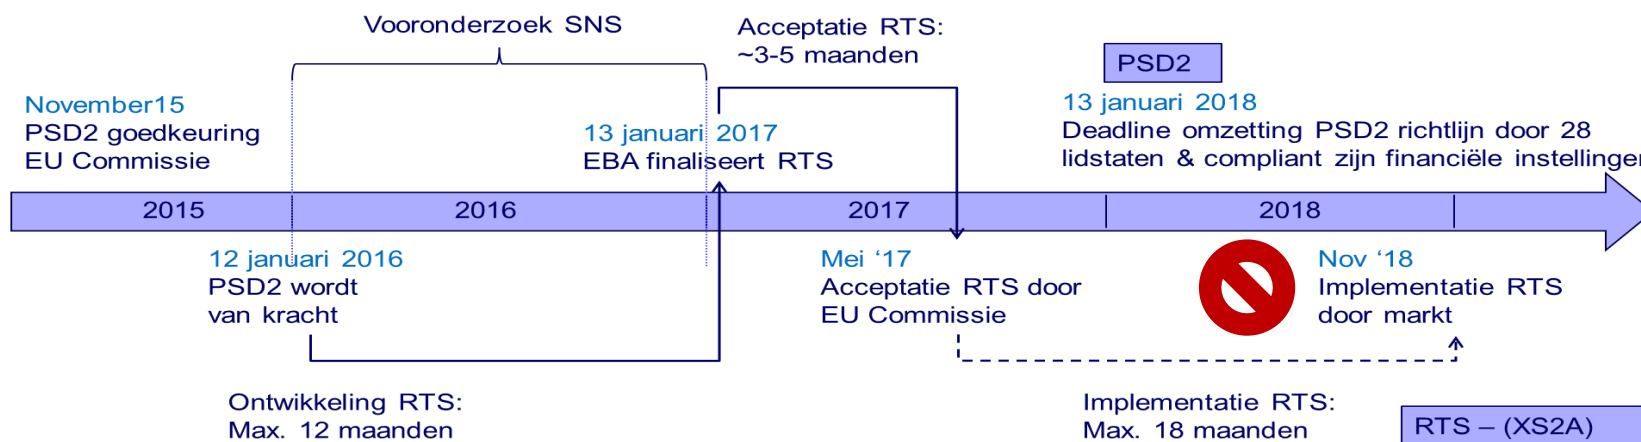 Vooronderzoek SNS
Acceptatie RTS:
~3-5 maanden
PSD2
November15
PSD2 goedkeuring
EU Commissie
13 januari 2017
EBA finaliseert RTS
13 januari 2018
Deadline omzetting PSD2 richtlijn door 28
lidstaten & compliant zijn financiële instellingen
2015
2016
2017
2018
12 januari 2016
PSD2 wordt
van kracht
Mei ‘17
Acceptatie RTS door
EU Commissie
Nov ‘18
Implementatie RTS
door markt
Ontwikkeling RTS:
Max. 12 maanden
Implementatie RTS:
Max. 18 maanden
RTS – (XS2A)